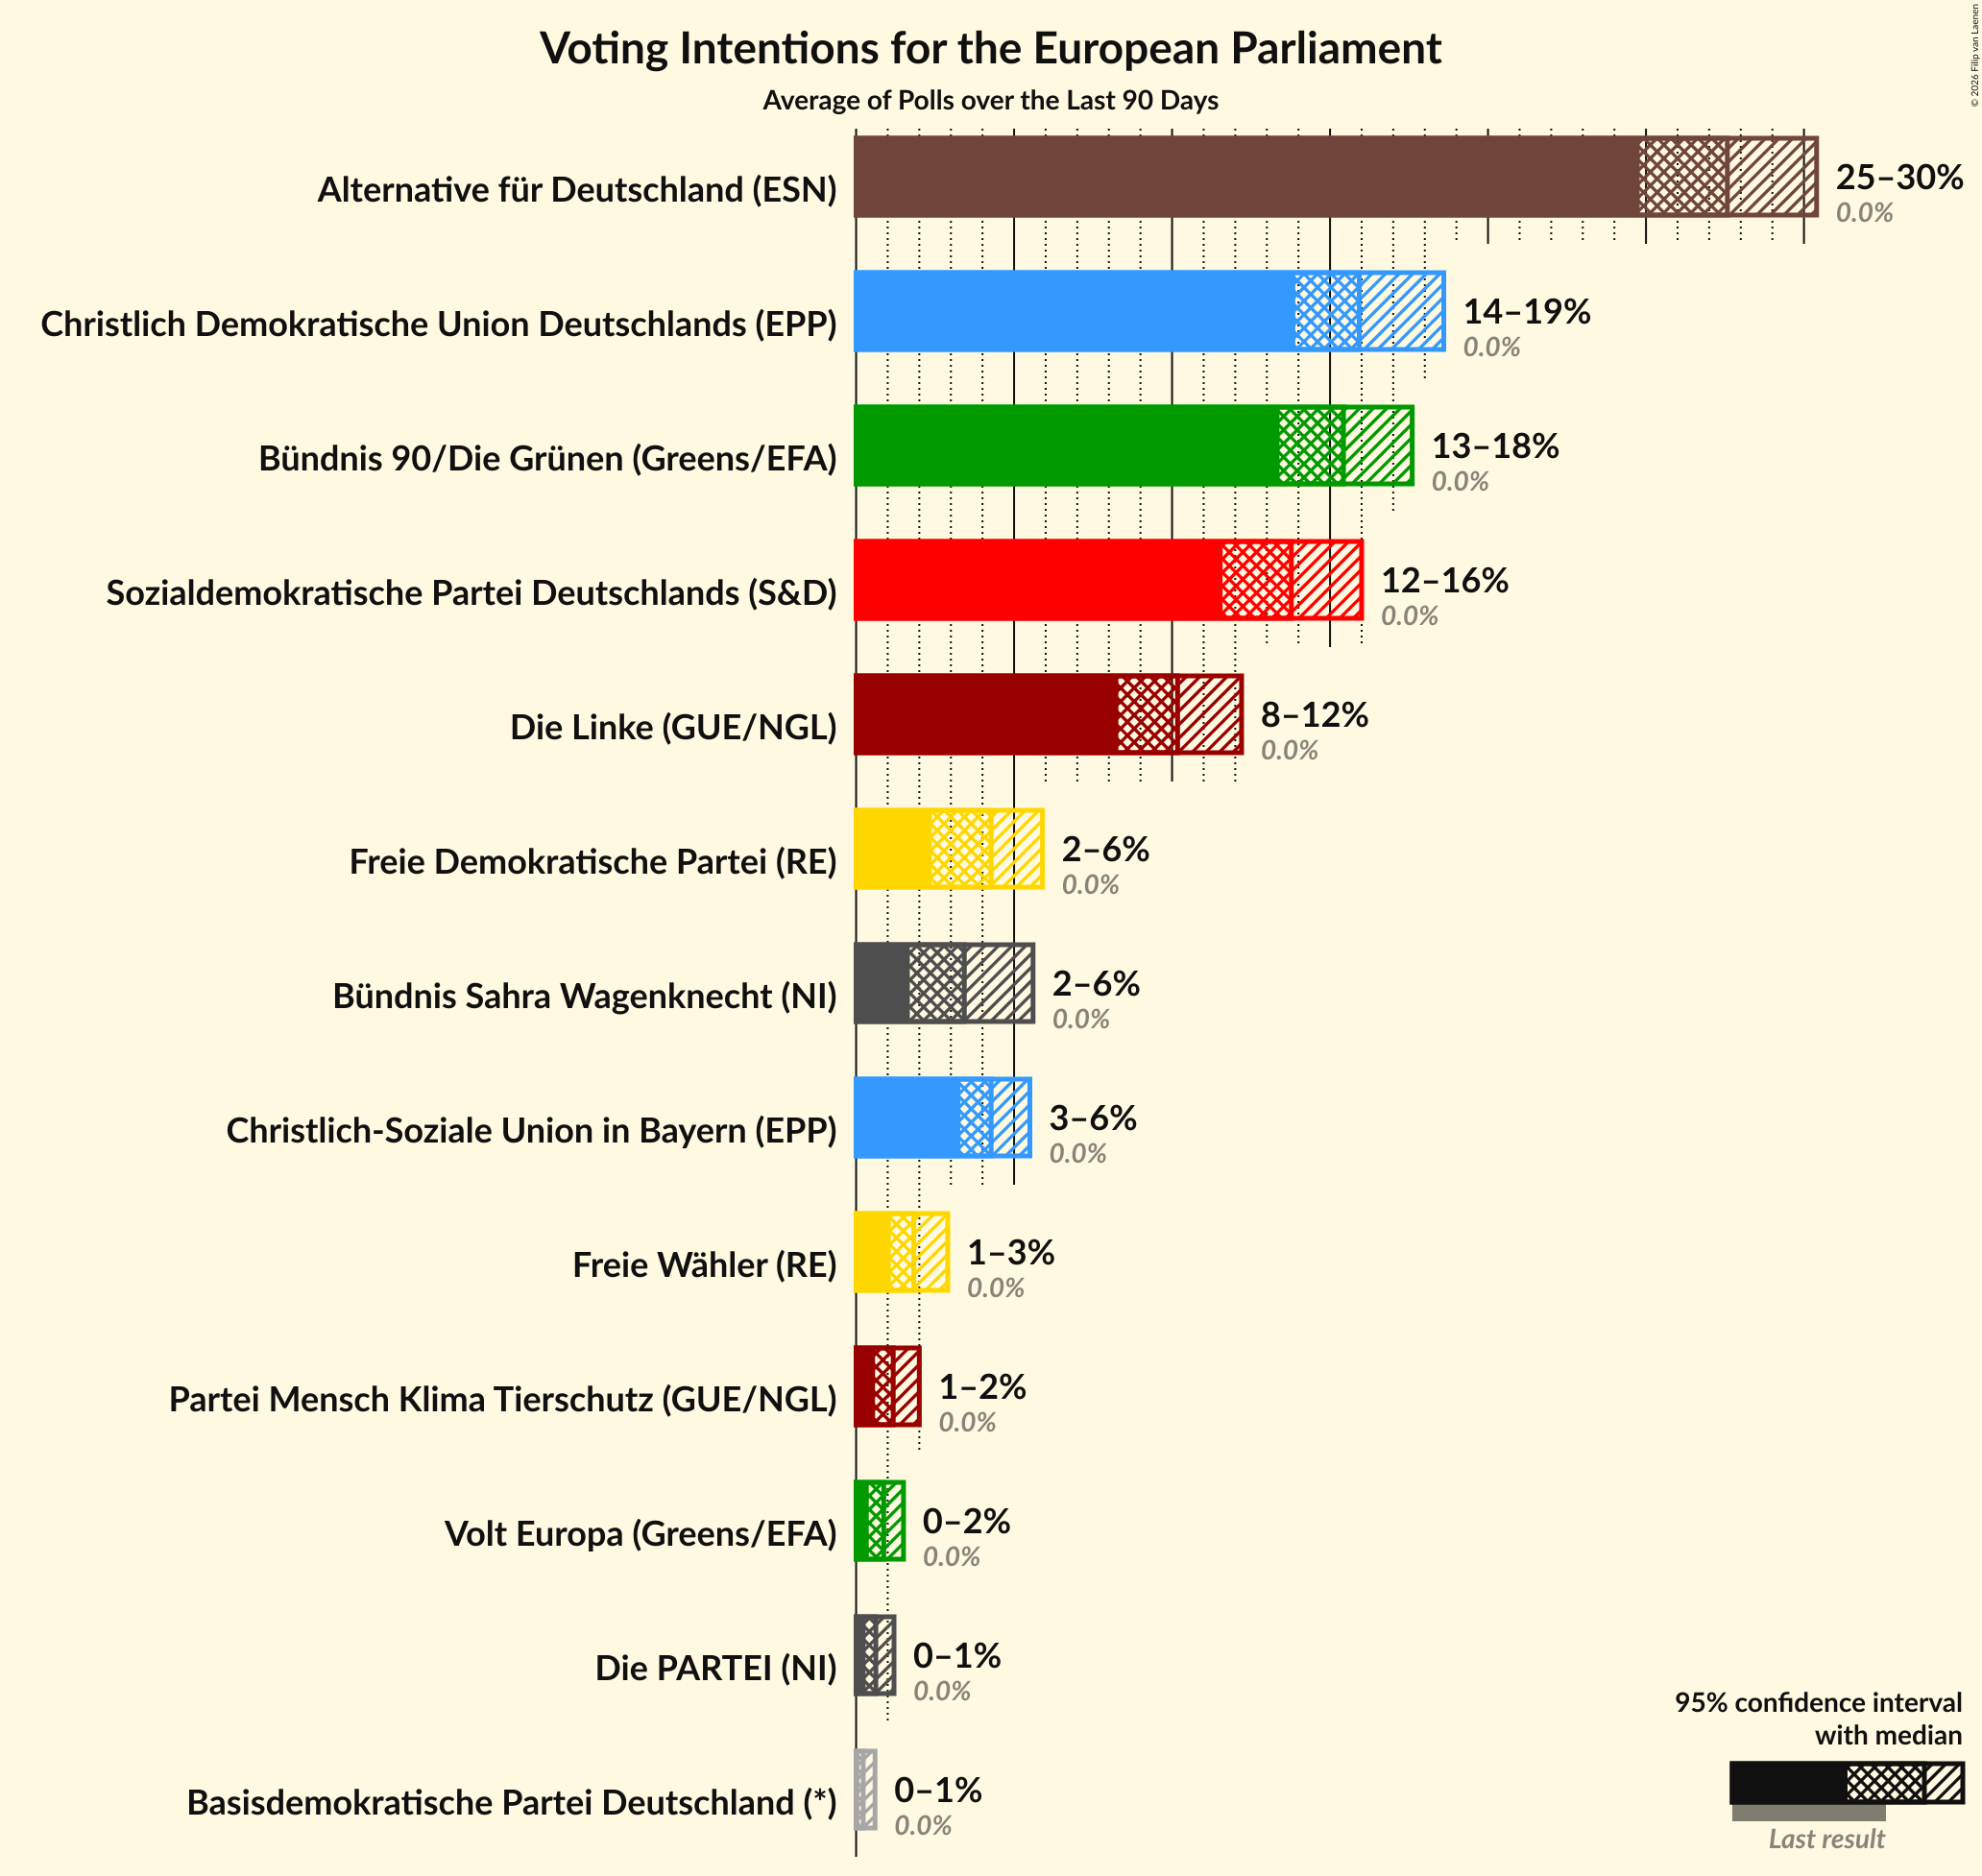 Voting Intentions for the European Parliament
Average of Polls over the Last 90 Days
© 2026 Filip van Laenen
Alternative für Deutschland (ESN)
25–30%
0.0%
Christlich Demokratische Union Deutschlands (EPP)
14–19%
0.0%
Bündnis 90/Die Grünen (Greens/EFA)
13–18%
0.0%
Sozialdemokratische Partei Deutschlands (S&D)
12–16%
0.0%
Die Linke (GUE/NGL)
8–12%
0.0%
Freie Demokratische Partei (RE)
2–6%
0.0%
Bündnis Sahra Wagenknecht (NI)
2–6%
0.0%
Christlich-Soziale Union in Bayern (EPP)
3–6%
0.0%
Freie Wähler (RE)
1–3%
0.0%
Partei Mensch Klima Tierschutz (GUE/NGL)
1–2%
0.0%
Volt Europa (Greens/EFA)
0–2%
0.0%
Die PARTEI (NI)
0–1%
0.0%
Basisdemokratische Partei Deutschland (*)
0–1%
0.0%
95% confidence interval
with median
Last result